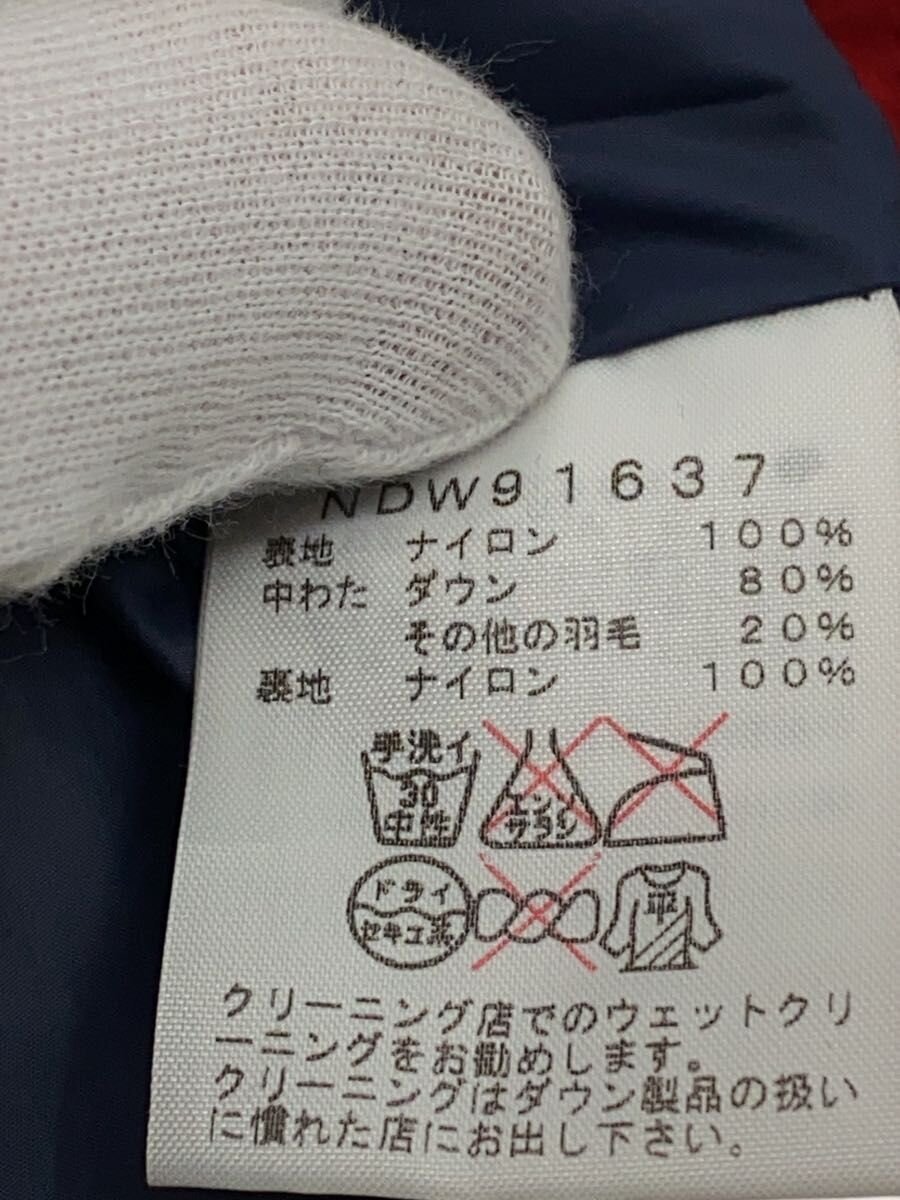 NDW91637
表地 ナイロン 100%
中わた ダウン 80%
その他の羽毛 20%
裏地 ナイロン 100%
手洗イ
30
中性
エンソ
サラシ
ドライ
セキユ系
平
クリーニング店でのウェットクリ
ーニングをお勧めします。
クリーニングはダウン製品の扱い
に慣れた店にお出し下さい。